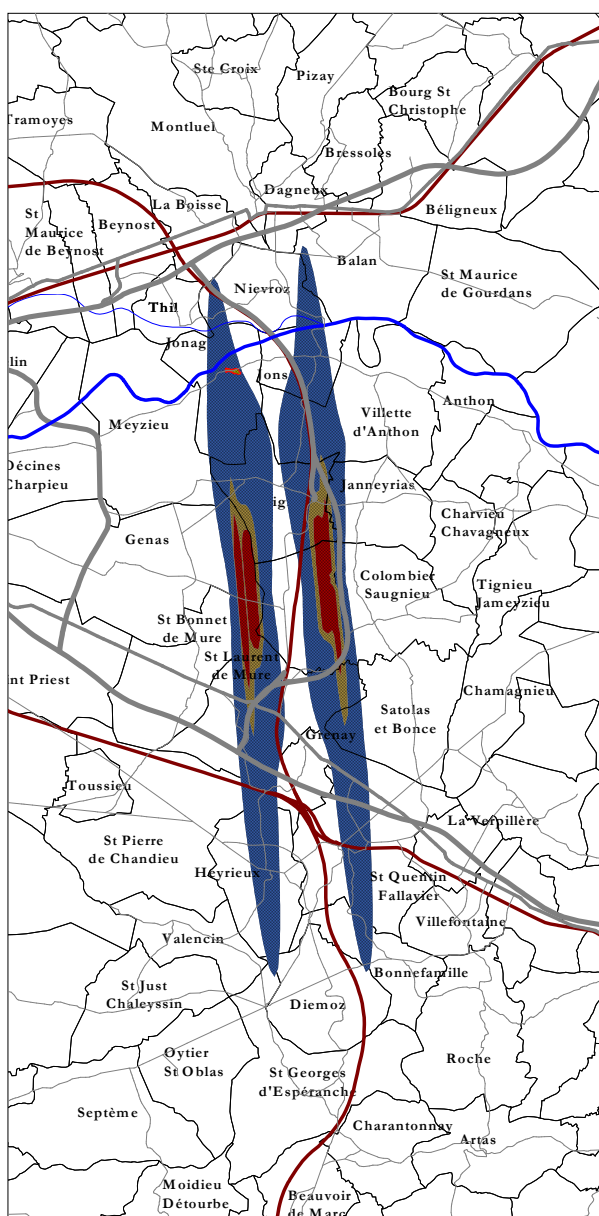 Ste Croix
Pizay
Bourg St
Christophe
Tramoyes
Montluel
Bressoles
Dagneux
La Boisse
St
Maurice
de Beynost
Beynost
Béligneux
Balan
St Maurice
de Gourdans
Nievroz
Thil
Jonag
lin
Jons
Anthon
Meyzieu
Villette
d'Anthon
Décines
Charpieu
Janneyrias
ig
Charvieu
Chavagneux
Genas
Colombier
Saugnieu
Tignieu
Jameyzieu
St Bonnet
de Mure
St Laurent
de Mure
nt Priest
Chamagnieu
Satolas
et Bonce
Grenay
Toussieu
La Verpillère
St Pierre
de Chandieu
Heyrieux
St Quentin
Fallavier
Villefontaine
Valencin
Bonnefamille
St Just
Chaleyssin
Diemoz
Oytier
St Oblas
Roche
St Georges
d'Espéranche
Septème
Charantonnay
Artas
Moidieu
Détourbe
Beauvoir
de Marc